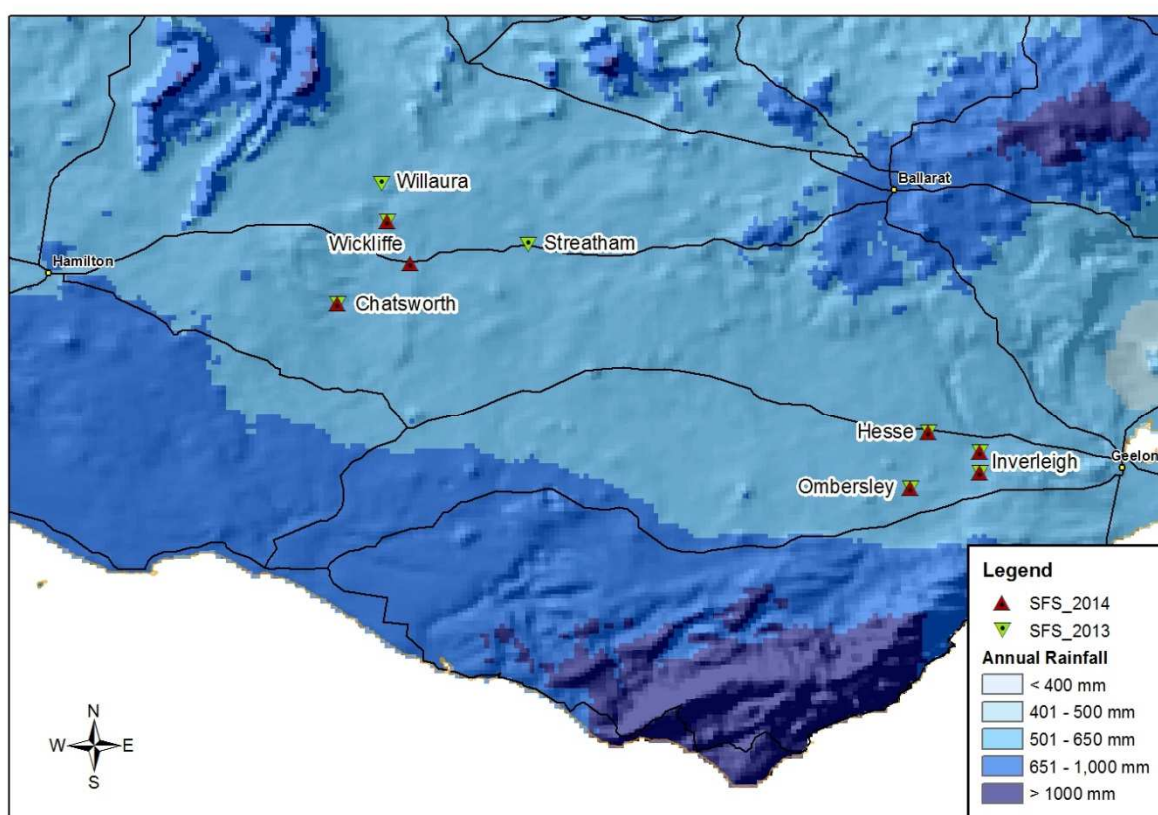 Willaura
Wickliffe
Streatham
Ballarat
Hamilton
Chatsworth
Hesse
Inverleigh
Geelon
Ombersley
N
W E
S
Legend
SFS_2014
SFS_2013
Annual Rainfall
< 400 mm
401 - 500 mm
501 - 650 mm
651 - 1,000 mm
> 1000 mm